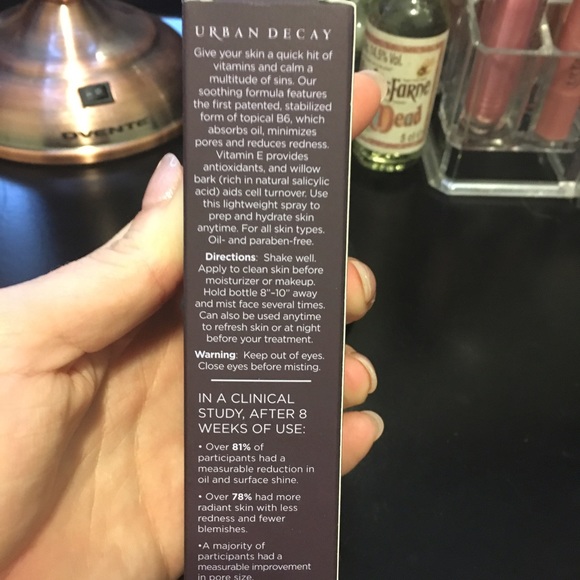 URBAN DECAY
Give your skin a quick hit of
vitamins and calm a
multitude of sins. Our
soothing formula features
the first patented, stabilized
form of topical B6, which
absorbs oil, minimizes
pores and reduces redness.
Vitamin E provides
antioxidants, and willow
bark (rich in natural salicylic
acid) aids cell turnover. Use
this lightweight spray to
prep and hydrate skin
anytime. For all skin types.
Oil- and paraben-free.
Directions: Shake well.
Apply to clean skin before
moisturizer or makeup.
Hold bottle 8"-10" away
and mist face several times.
Can also be used anytime
to refresh skin or at night
before your treatment.
Warning: Keep out of eyes.
Close eyes before misting.
IN A CLINICAL
STUDY, AFTER 8
WEEKS OF USE:
• Over 81% of
participants had a
measurable reduction in
oil and surface shine.
• Over 78% had more
radiant skin with less
redness and fewer
blemishes.
•A majority of
participants had a
measurable improvement
in pore size.
OVENTE
Dead